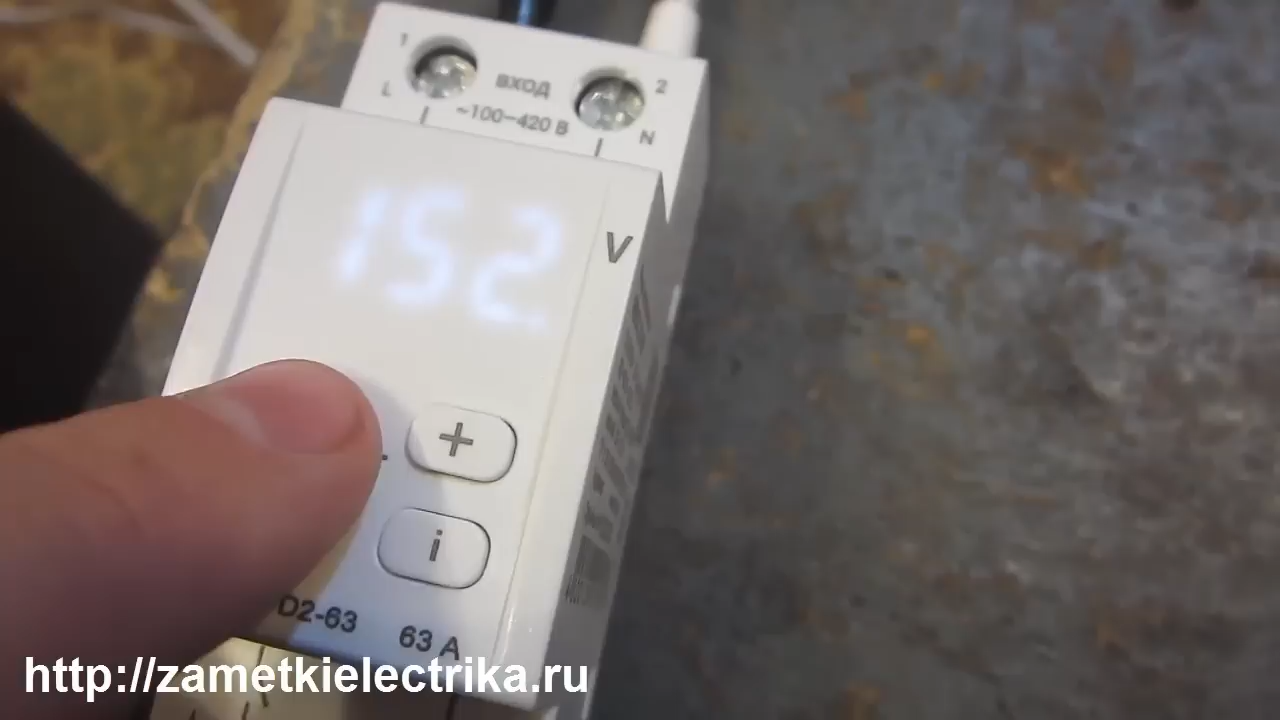 1 ВХОД 2
L ~100-420 В N
152 V
+
i
D2-63 63 A
http://zametkielectrika.ru